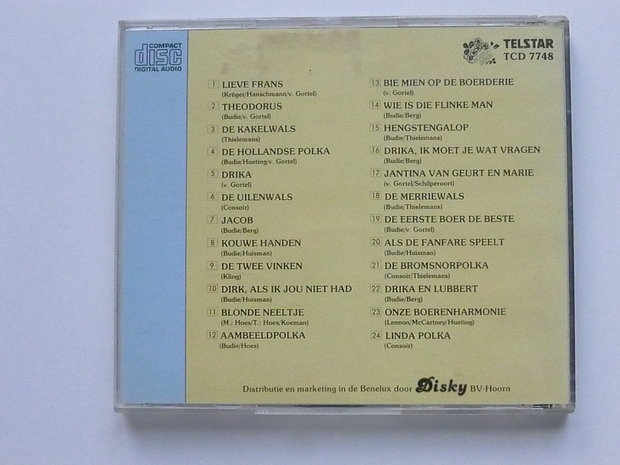 COMPACT
disc
DIGITAL AUDIO
TELSTAR
TCD 7748
1 LIEVE FRANS
(Krüger/Hanschmann/v. Gortel)
2 THEODORUS
(Budie/v. Gortel)
3 DE KAKELWALS
(Thielemans)
4 DE HOLLANDSE POLKA
(Budie/Huering/v. Gortel)
5 DRIKA
(v. Gortel)
6 DE UILENWALS
(Consoir)
7 JACOB
(Budie/Berg)
8 KOUWE HANDEN
(Budie/Huisman)
9 DE TWEE VINKEN
(Kling)
10 DIRK, ALS IK JOU NIET HAD
(Budie/Huisman)
11 BLONDE NEELTJE
(M.: Hoes/T.: Hoes/Koeman)
12 AAMBEELDPOLKA
(Budie/Hoes)
13 BIE MIEN OP DE BOERDERIE
(v. Gortel)
14 WIE IS DIE FLINKE MAN
(Budie/Berg)
15 HENGSTENGALOP
(Budie/Thielemans)
16 DRIKA, IK MOET JE WAT VRAGEN
(Budie/Berg)
17 JANTINA VAN GEURT EN MARIE
(v. Gortel/Schilperoort)
18 DE MERRIEWALS
(Budie/Thielemans)
19 DE EERSTE BOER DE BESTE
(Budie/v. Gortel)
20 ALS DE FANFARE SPEELT
(Budie/Huisman)
21 DE BROMSNORPOLKA
(Consoir/Thielemans)
22 DRIKA EN LUBBERT
(Budie/Berg)
23 ONZE BOERENHARMONIE
(Lennon/McCartney/Huering)
24 LINDA POLKA
(Consoir)
Distributie en marketing in de Benelux door Disky BV-Hoorn